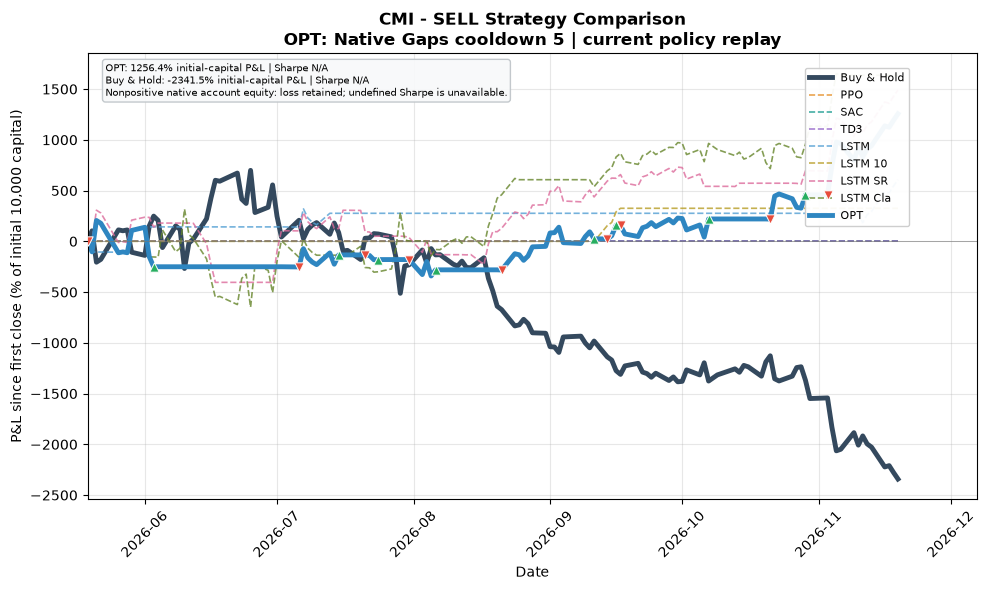 CMI - SELL Strategy Comparison
OPT: Native Gaps cooldown 5 | current policy replay
OPT: 1256.4% initial-capital P&L | Sharpe N/A
Buy & Hold: -2341.5% initial-capital P&L | Sharpe N/A
Nonpositive native account equity: loss retained; undefined Sharpe is unavailable.
Buy & Hold
PPO
SAC
TD3
LSTM
LSTM 10
LSTM SR
LSTM Cla
OPT
P&L since first close (% of initial 10,000 capital)
1500
1000
500
0
−500
−1000
−1500
−2000
−2500
2026-06
2026-07
2026-08
2026-09
2026-10
2026-11
2026-12
Date